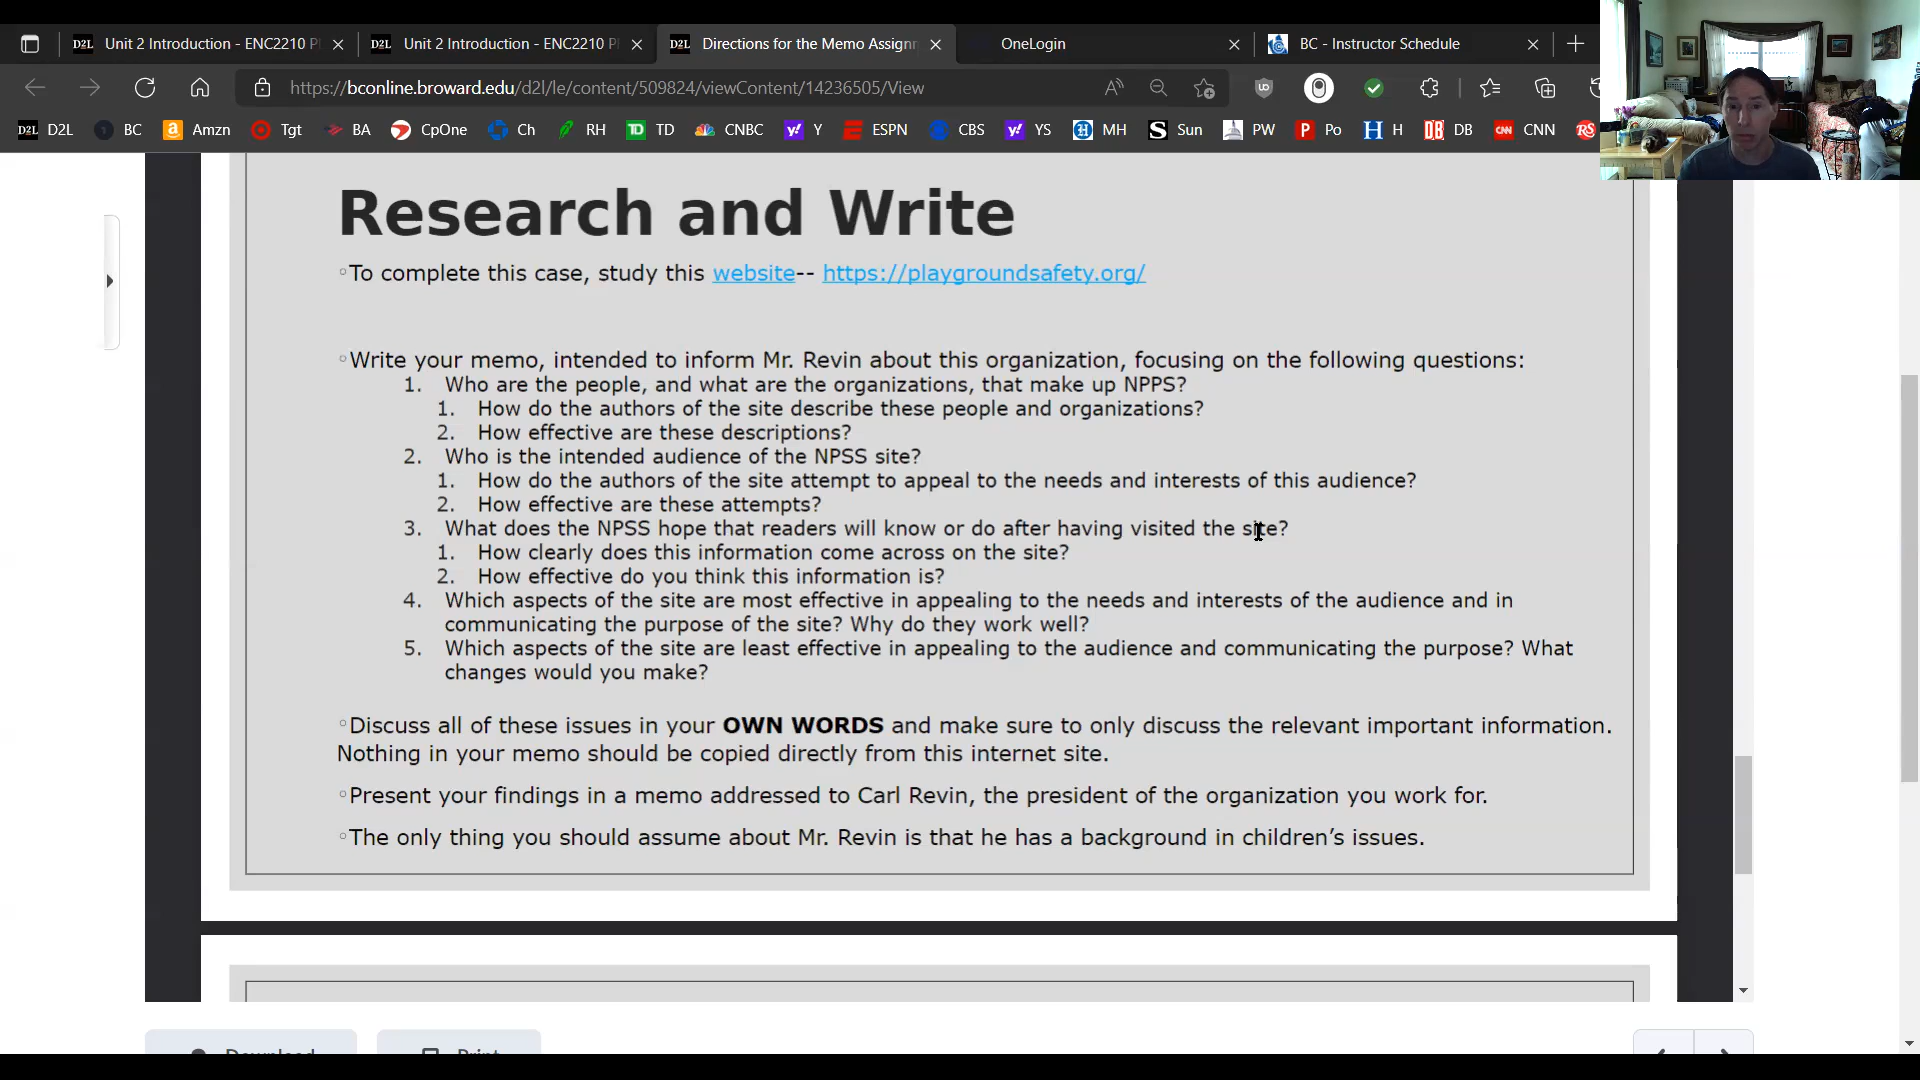 D2L Unit 2 Introduction - ENC2210 P
D2L Unit 2 Introduction - ENC2210 P
D2L Directions for the Memo Assignm
OneLogin
BC - Instructor Schedule
https://bconline.broward.edu/d2l/le/content/509824/viewContent/14236505/View
D2L D2L BC Amzn Tgt BA CpOne Ch RH TD TD CNBC Y ESPN CBS YS MH S Sun PW P Po H H DB DB CNN CNN RS
Research and Write
◦To complete this case, study this website-- https://playgroundsafety.org/
◦Write your memo, intended to inform Mr. Revin about this organization, focusing on the following questions:
1. Who are the people, and what are the organizations, that make up NPPS?
1. How do the authors of the site describe these people and organizations?
2. How effective are these descriptions?
2. Who is the intended audience of the NPSS site?
1. How do the authors of the site attempt to appeal to the needs and interests of this audience?
2. How effective are these attempts?
3. What does the NPSS hope that readers will know or do after having visited the site?
1. How clearly does this information come across on the site?
2. How effective do you think this information is?
4. Which aspects of the site are most effective in appealing to the needs and interests of the audience and in
communicating the purpose of the site? Why do they work well?
5. Which aspects of the site are least effective in appealing to the audience and communicating the purpose? What
changes would you make?
◦Discuss all of these issues in your OWN WORDS and make sure to only discuss the relevant important information.
Nothing in your memo should be copied directly from this internet site.
◦Present your findings in a memo addressed to Carl Revin, the president of the organization you work for.
◦The only thing you should assume about Mr. Revin is that he has a background in children's issues.
Download
Print